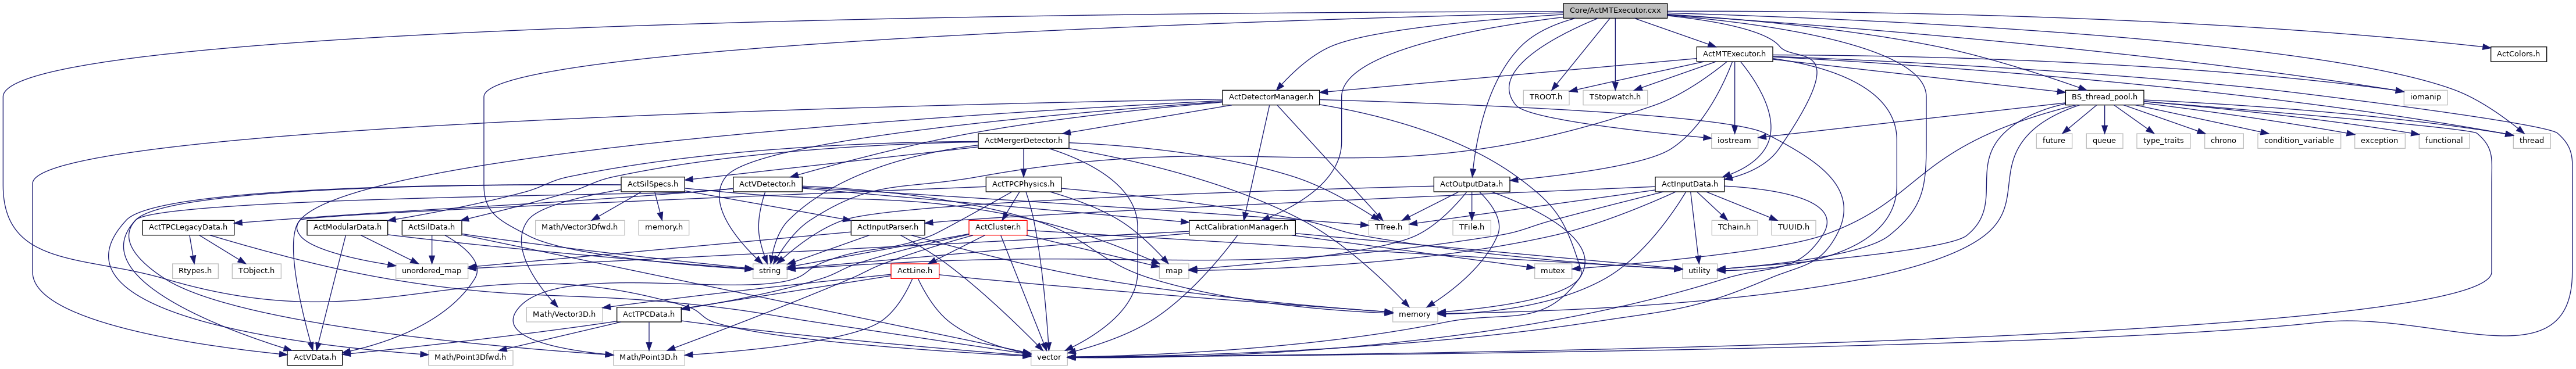 Core/ActMTExecutor.cxx
ActMTExecutor.h
ActColors.h
ActDetectorManager.h
TROOT.h
TStopwatch.h
BS_thread_pool.h
iomanip
ActMergerDetector.h
iostream
future
queue
type_traits
chrono
condition_variable
exception
functional
thread
ActSilSpecs.h
ActVDetector.h
ActTPCPhysics.h
ActOutputData.h
ActInputData.h
ActTPCLegacyData.h
ActModularData.h
ActSilData.h
Math/Vector3Dfwd.h
memory.h
ActInputParser.h
ActCluster.h
ActCalibrationManager.h
TTree.h
TFile.h
TChain.h
TUUID.h
Rtypes.h
TObject.h
unordered_map
string
ActLine.h
map
mutex
utility
Math/Vector3D.h
ActTPCData.h
memory
ActVData.h
Math/Point3Dfwd.h
Math/Point3D.h
vector